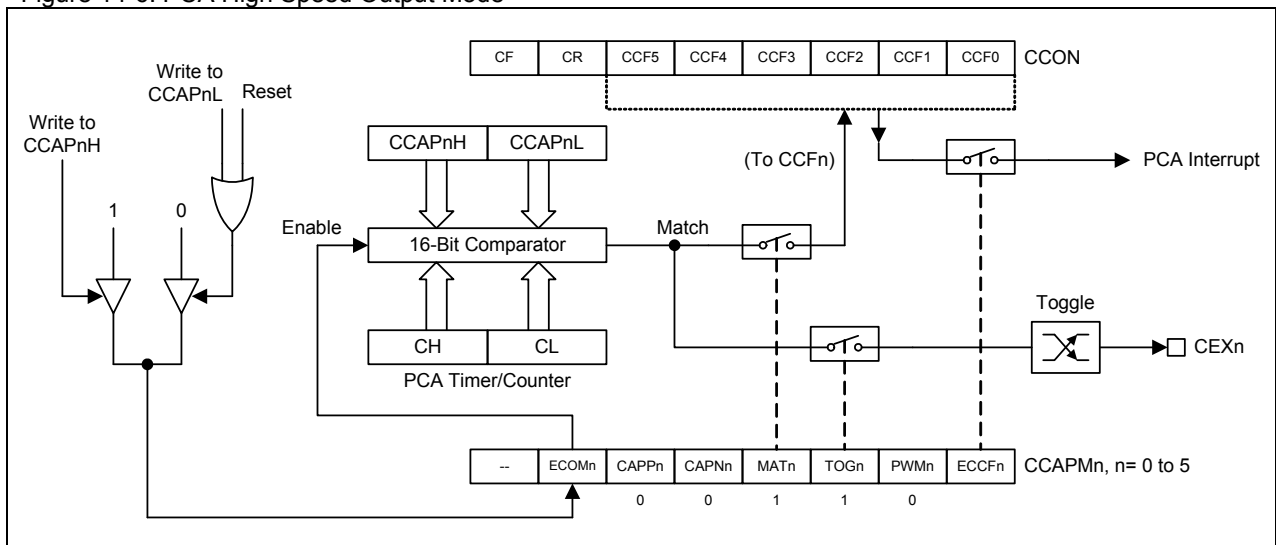 Figure 14-6. PCA High Speed Output Mode
CF CR CCF5 CCF4 CCF3 CCF2 CCF1 CCF0 CCON
Write to
CCAPnL
Reset
Write to
CCAPnH
CCAPnH CCAPnL
(To CCFn)
PCA Interrupt
1 0
Enable
16-Bit Comparator
Match
Toggle
CH CL
CEXn
PCA Timer/Counter
-- ECOMn CAPPn CAPNn MATn TOGn PWMn ECCFn CCAPMn, n= 0 to 5
0 0 1 1 0